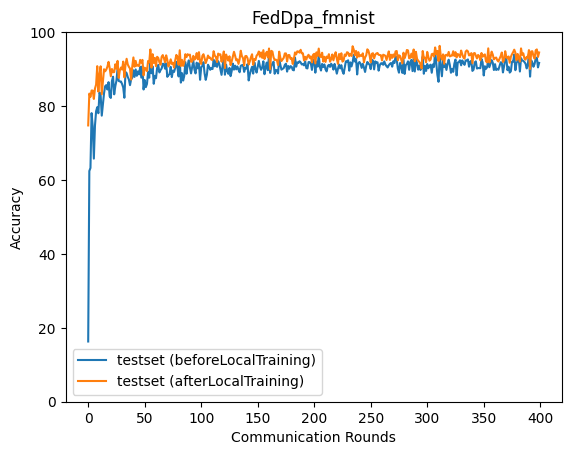 FedDpa_fmnist
Accuracy
100
80
60
40
20
0
testset (beforeLocalTraining)
testset (afterLocalTraining)
0 50 100 150 200 250 300 350 400
Communication Rounds